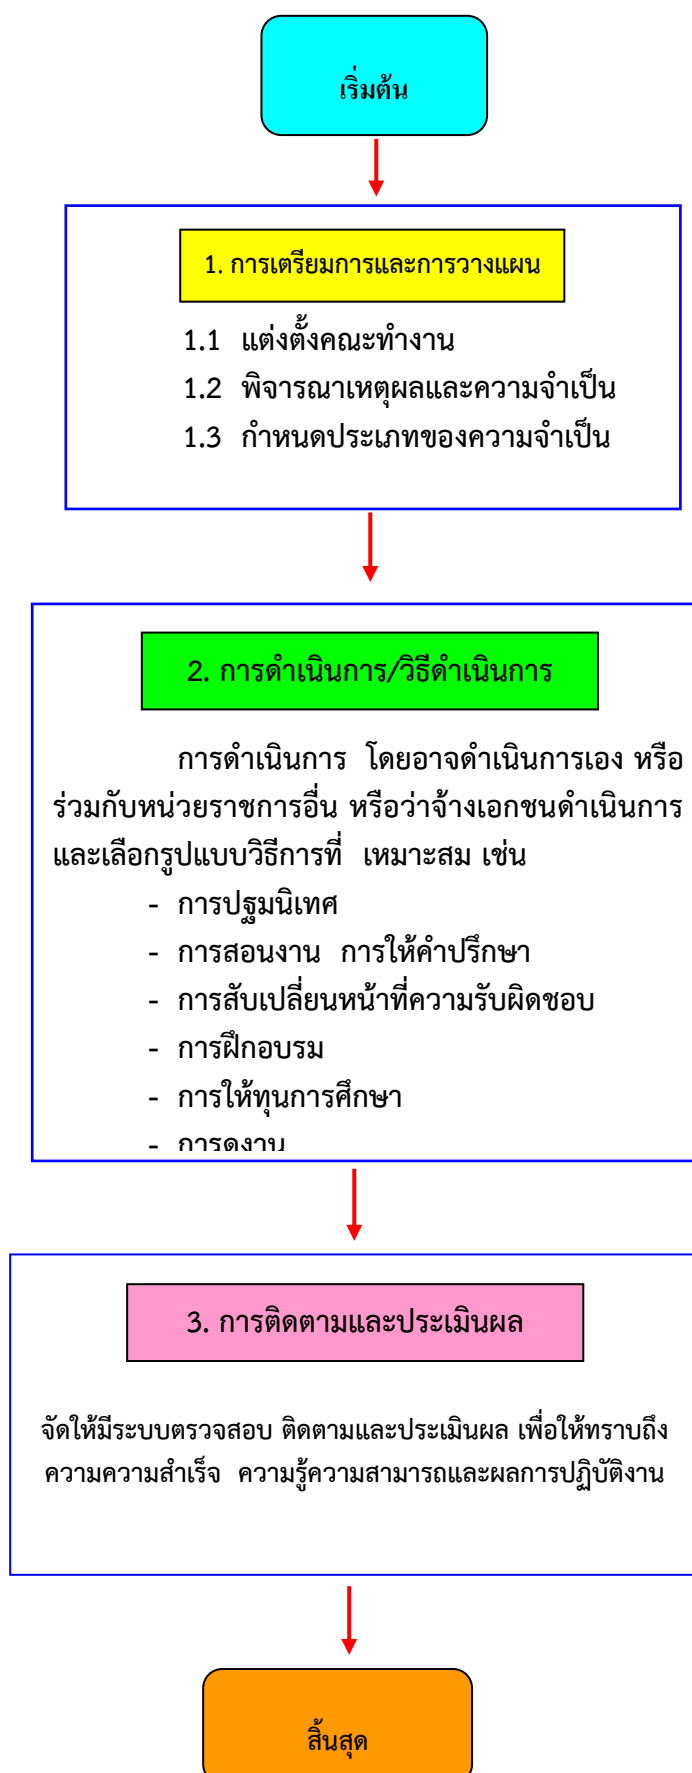 เริ่มต้น
1. การเตรียมการและการวางแผน
1.1 แต่งตั้งคณะทำงาน
1.2 พิจารณาเหตุผลและความจำเป็น
1.3 กำหนดประเภทของความจำเป็น
2. การดำเนินการ/วิธีดำเนินการ
การดำเนินการ โดยอาจดำเนินการเอง หรือ
ร่วมกับหน่วยราชการอื่น หรือว่าจ้างเอกชนดำเนินการ
และเลือกรูปแบบวิธีการที่ เหมาะสม เช่น
- การปฐมนิเทศ
- การสอนงาน การให้คำปรึกษา
- การสับเปลี่ยนหน้าที่ความรับผิดชอบ
- การฝึกอบรม
- การให้ทุนการศึกษา
- การดูงาน
3. การติดตามและประเมินผล
จัดให้มีระบบตรวจสอบ ติดตามและประเมินผล เพื่อให้ทราบถึง
ความความสำเร็จ ความรู้ความสามารถและผลการปฏิบัติงาน
สิ้นสุด